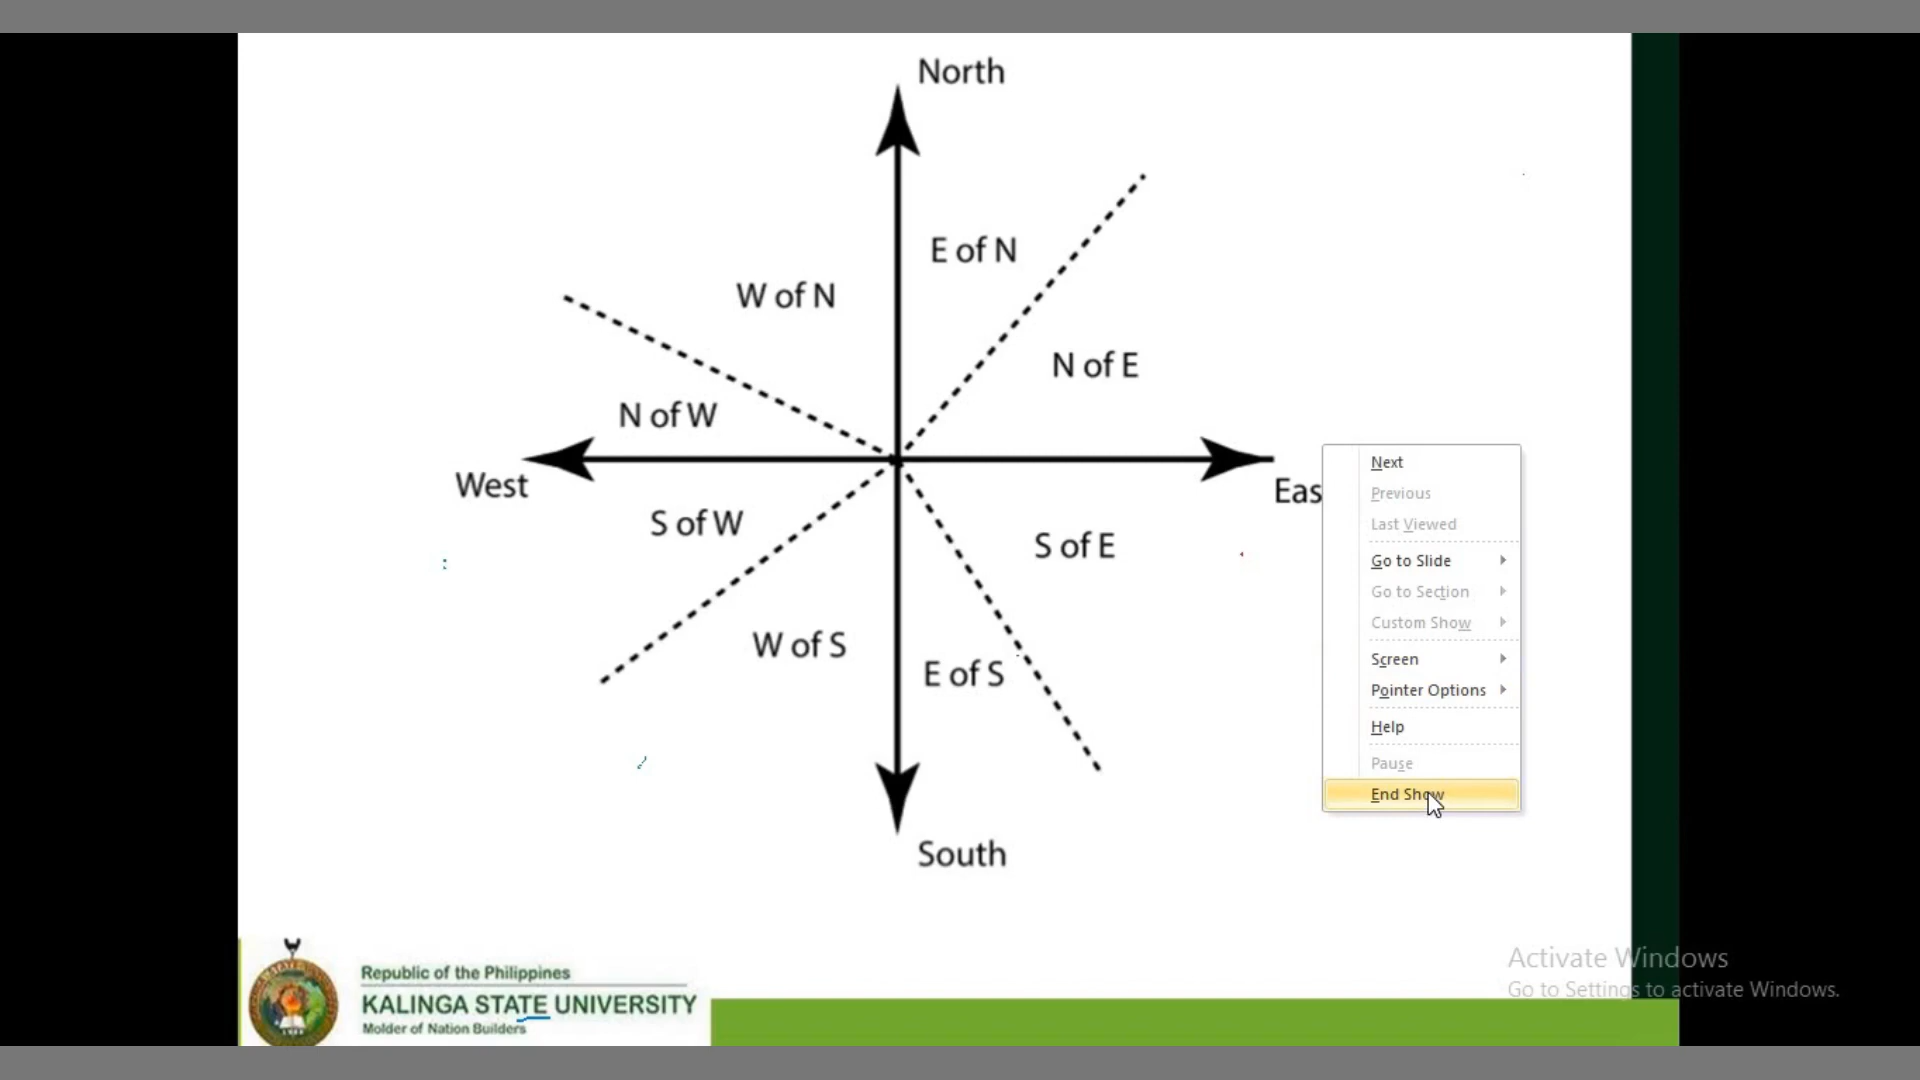 North
E of N
W of N
N of E
N of W
West
Eas
S of W
S of E
W of S
E of S
South
Next
Previous
Last Viewed
Go to Slide
Go to Section
Custom Show
Screen
Pointer Options
Help
Pause
End Show
Republic of the Philippines
KALINGA STATE UNIVERSITY
Molder of Nation Builders
Activate Windows
Go to Settings to activate Windows.